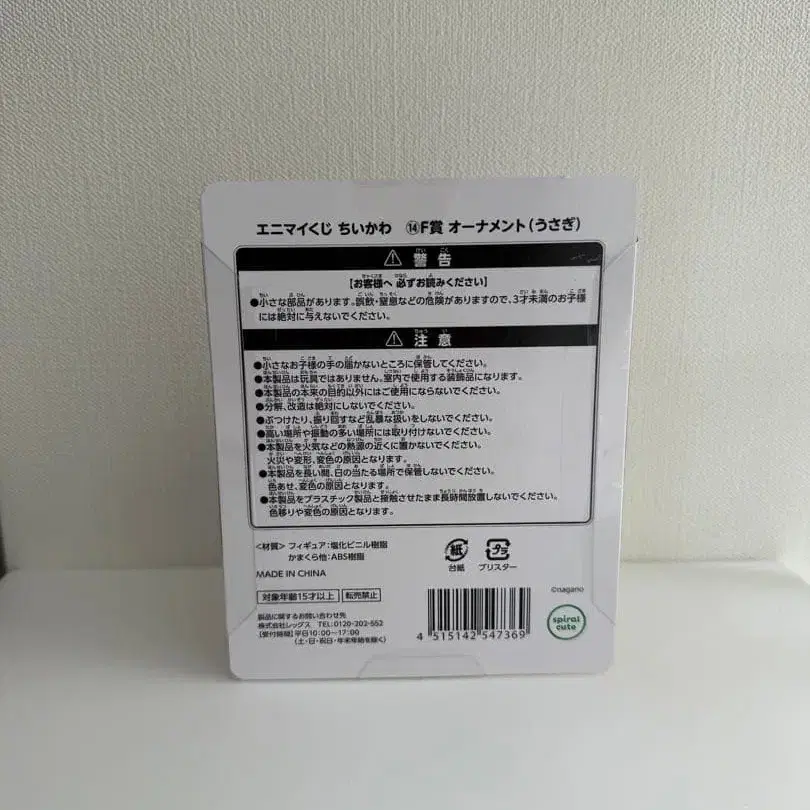 エニマイくじ ちいかわ ⑭F賞 オーナメント(うさぎ)
⚠ 警告
【お客様へ 必ずお読みください】
●小さな部品があります。誤飲・窒息などの危険がありますので、3才未満のお子様
には絶対に与えないでください。
⚠ 注意
●小さなお子様の手の届かないところに保管してください。
●本製品は玩具ではありません。室内で使用する装飾品になります。
●本製品の本来の目的以外にはご使用にならないでください。
●分解、改造は絶対にしないでください。
●ぶつけたり、振り回すなど乱暴な扱いをしないでください。
●高い場所や振動の多い場所には取り付けないでください。
●本製品を火気などの熱源の近くに置かないでください。
火災や変形、変色の原因となります。
●本製品を長い間、日の当たる場所で保管しないでください。
色あせ、変色の原因となります。
●本製品をプラスチック製品と接触させたまま長時間放置しないでください。
色移りや変色の原因となります。
<材質> フィギュア:塩化ビニル樹脂
かまくら他:ABS樹脂
MADE IN CHINA
紙
台紙
プラ
ブリスター
対象年齢15才以上
転売禁止
©nagano
製品に関するお問い合わせ先
株式会社レッグス TEL:0120-202-552
【受付時間】平日10:00~17:00
(土・日・祝日・年末年始を除く)
4 515142 547369
spiral
cute